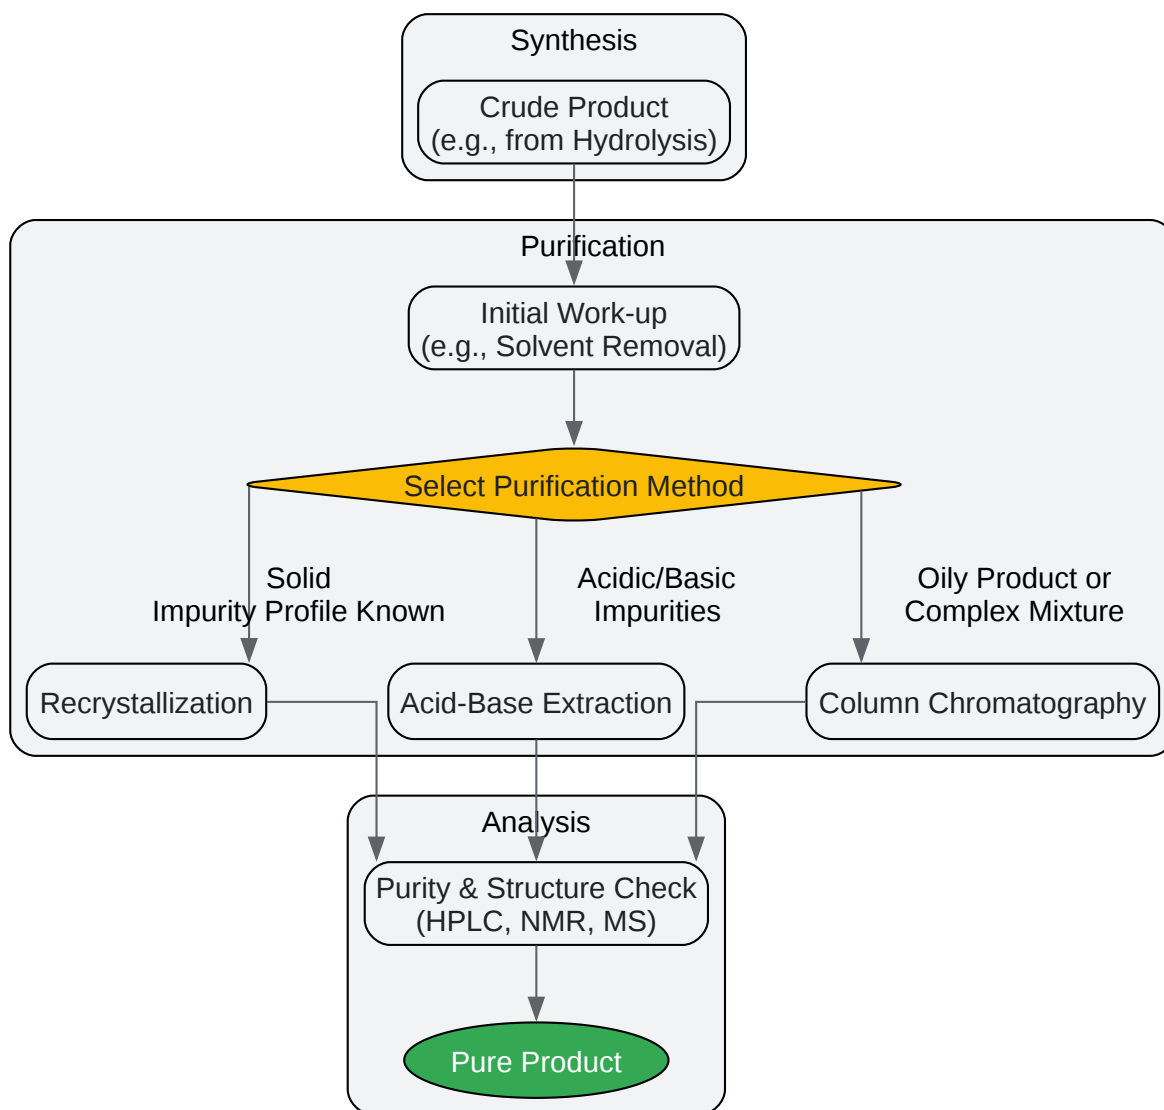 Synthesis
Crude Product
(e.g., from Hydrolysis)
Purification
Initial Work-up
(e.g., Solvent Removal)
Select Purification Method
Solid
Impurity Profile Known
Acidic/Basic
Impurities
Oily Product or
Complex Mixture
Recrystallization
Acid-Base Extraction
Column Chromatography
Analysis
Purity & Structure Check
(HPLC, NMR, MS)
Pure Product